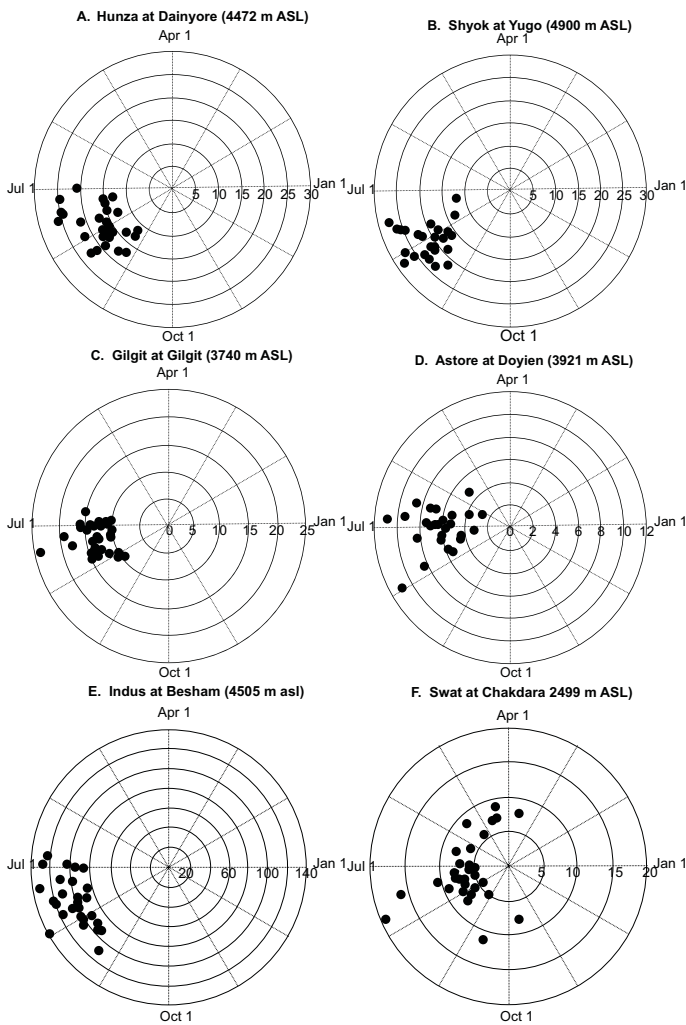 A. Hunza at Dainyore (4472 m ASL)
Apr 1
Jul 1
5 10 15 20 25 30
Jan 1
Oct 1
B. Shyok at Yugo (4900 m ASL)
Apr 1
Jul 1
5 10 15 20 25 30
Jan 1
Oct 1
C. Gilgit at Gilgit (3740 m ASL)
Apr 1
Jul 1
0 5 10 15 20 25
Jan 1
Oct 1
D. Astore at Doyien (3921 m ASL)
Apr 1
Jul 1
0 2 4 6 8 10 12
Jan 1
Oct 1
E. Indus at Besham (4505 m asl)
Apr 1
Jul 1
20 60 100 140
Jan 1
Oct 1
F. Swat at Chakdara 2499 m ASL)
Apr 1
Jul 1
5 10 15 20
Jan 1
Oct 1